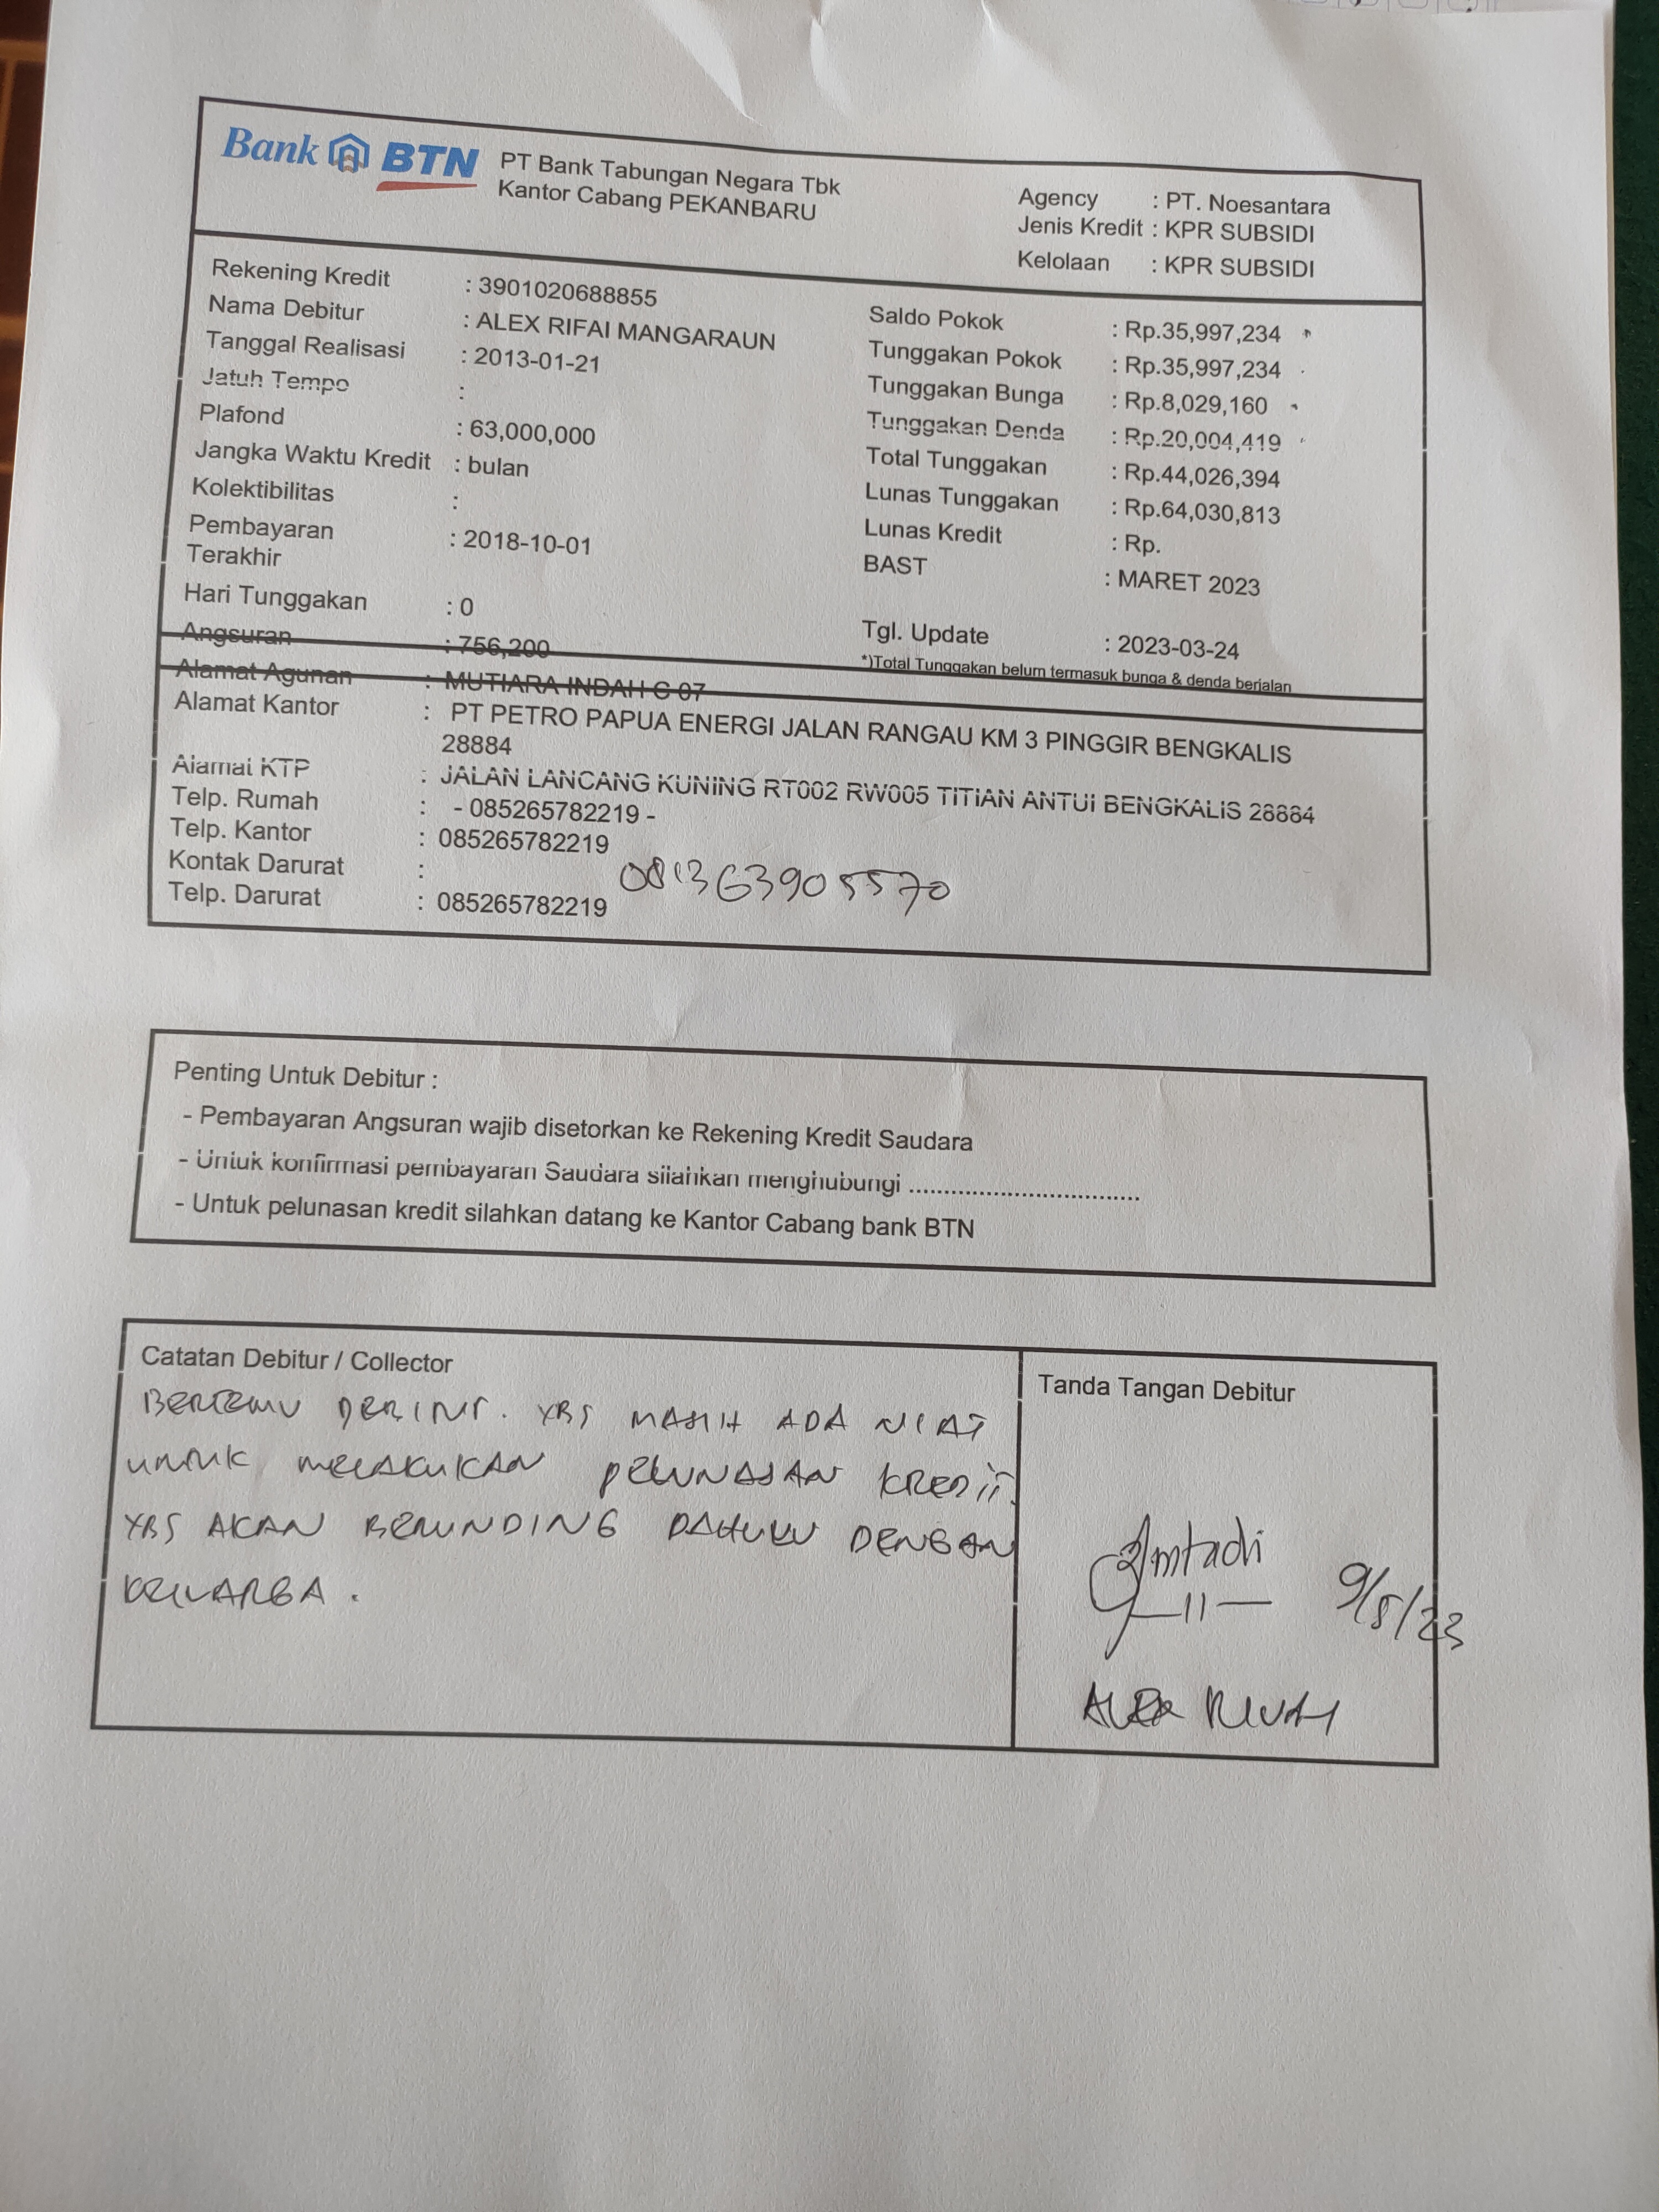 Bank BTN
PT Bank Tabungan Negara Tbk
Kantor Cabang PEKANBARU
Agency : PT. Noesantara
Jenis Kredit : KPR SUBSIDI
Kelolaan : KPR SUBSIDI
Rekening Kredit : 3901020688855
Nama Debitur : ALEX RIFAI MANGARAUN
Tanggal Realisasi : 2013-01-21
Jatuh Tempo :
Plafond : 63,000,000
Jangka Waktu Kredit : bulan
Kolektibilitas :
Pembayaran Terakhir : 2018-10-01
Hari Tunggakan : 0
Angsuran : 756,200
Saldo Pokok : Rp.35,997,234
Tunggakan Pokok : Rp.35,997,234
Tunggakan Bunga : Rp.8,029,160
Tunggakan Denda : Rp.20,004,419
Total Tunggakan : Rp.44,026,394
Lunas Tunggakan : Rp.64,030,813
Lunas Kredit : Rp.
BAST : MARET 2023
Tgl. Update : 2023-03-24
*)Total Tunggakan belum termasuk bunga & denda berjalan
Alamat Agunan : MUTIARA INDAH C 07
Alamat Kantor : PT PETRO PAPUA ENERGI JALAN RANGAU KM 3 PINGGIR BENGKALIS
28884
Alamat KTP : JALAN LANCANG KUNING RT002 RW005 TITIAN ANTUI BENGKALIS 28884
Telp. Rumah : - 085265782219 -
Telp. Kantor : 085265782219
Kontak Darurat :
081363905570
Telp. Darurat : 085265782219
Penting Untuk Debitur :
- Pembayaran Angsuran wajib disetorkan ke Rekening Kredit Saudara
- Untuk konfirmasi pembayaran Saudara silahkan menghubungi .................................
- Untuk pelunasan kredit silahkan datang ke Kantor Cabang bank BTN
Catatan Debitur / Collector
BERTEMU DEBITUR. YBS MASIH ADA NIAT
UNTUK MELAKUKAN PELUNASAN KREDIT.
YBS AKAN BERUNDING DAHULU DENGAN
KELUARGA.
Tanda Tangan Debitur
9/5/23
ALEX